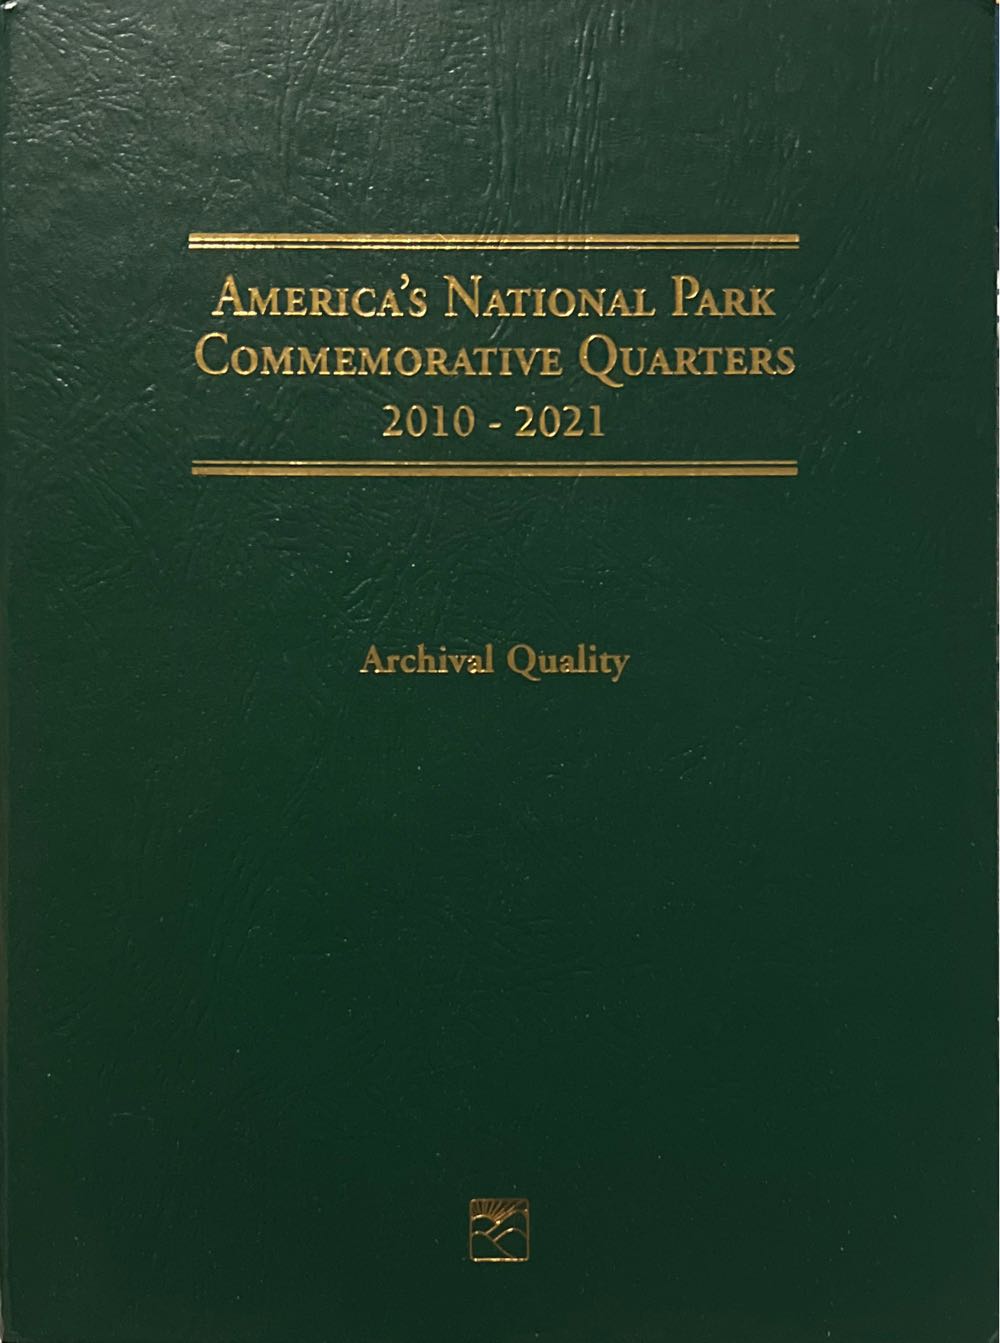 AMERICA'S NATIONAL PARK
COMMEMORATIVE QUARTERS
2010 - 2021
Archival Quality